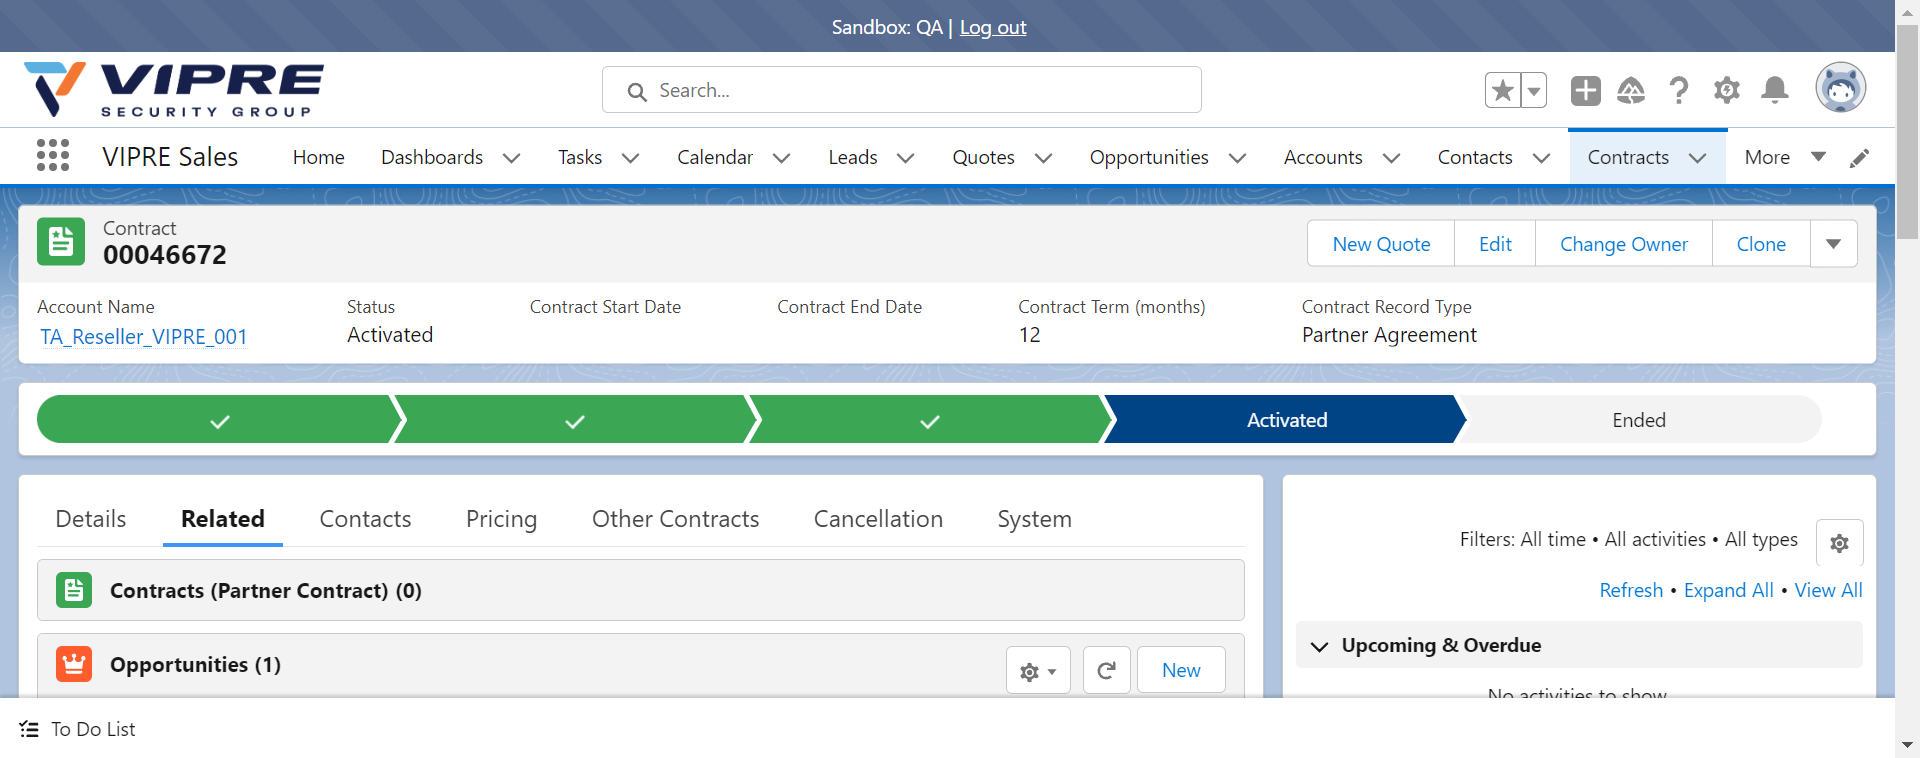 Sandbox: QA | Log out
VIPRE
SECURITY GROUP
Search...
VIPRE Sales
Home
Dashboards
Tasks
Calendar
Leads
Quotes
Opportunities
Accounts
Contacts
Contracts
More
Contract
00046672
New Quote
Edit
Change Owner
Clone
Account Name
TA_Reseller_VIPRE_001
Status
Activated
Contract Start Date
Contract End Date
Contract Term (months)
12
Contract Record Type
Partner Agreement
Activated
Ended
Details
Related
Contacts
Pricing
Other Contracts
Cancellation
System
Contracts (Partner Contract) (0)
Opportunities (1)
New
Filters: All time • All activities • All types
Refresh • Expand All • View All
Upcoming & Overdue
No activities to show
To Do List